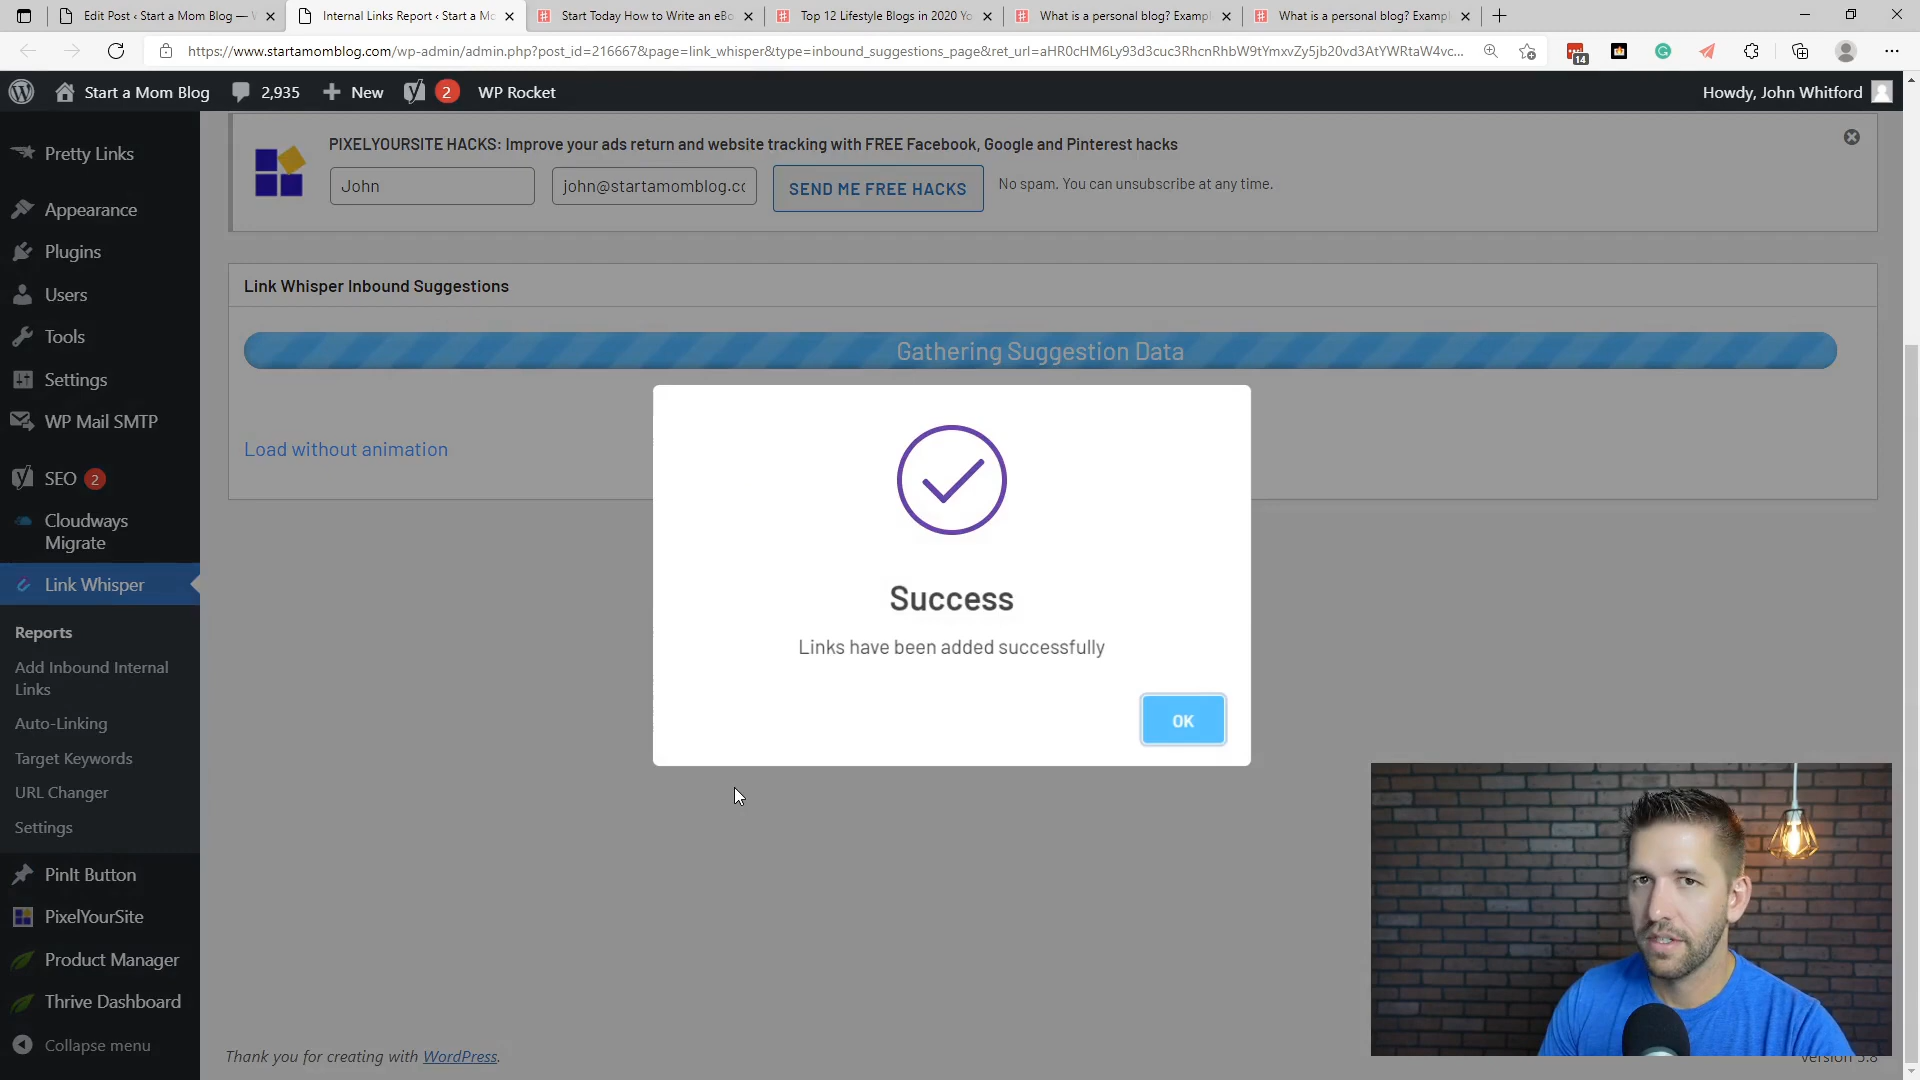 Edit Post ‹ Start a Mom Blog —
Internal Links Report ‹ Start a Mo
Start Today How to Write an eBo
Top 12 Lifestyle Blogs in 2020 Yo
What is a personal blog? Exampl
What is a personal blog? Exampl
https://www.startamomblog.com/wp-admin/admin.php?post_id=216667&page=link_whisper&type=inbound_suggestions_page&ret_url=aHR0cHM6Ly93d3cuc3RhcnRhbW9tYmxvZy5jb20vd3AtYWRtaW4vc...
14
Start a Mom Blog
2,935
New
2
WP Rocket
Howdy, John Whitford
Pretty Links
Appearance
Plugins
Users
Tools
Settings
WP Mail SMTP
SEO 2
Cloudways
Migrate
Link Whisper
Reports
Add Inbound Internal
Links
Auto-Linking
Target Keywords
URL Changer
Settings
PinIt Button
PixelYourSite
Product Manager
Thrive Dashboard
Collapse menu
PIXELYOURSITE HACKS: Improve your ads return and website tracking with FREE Facebook, Google and Pinterest hacks
John
john@startamomblog.cc
SEND ME FREE HACKS
No spam. You can unsubscribe at any time.
Link Whisper Inbound Suggestions
Gathering Suggestion Data
Load without animation
Success
Links have been added successfully
OK
Thank you for creating with WordPress.
Version 5.8